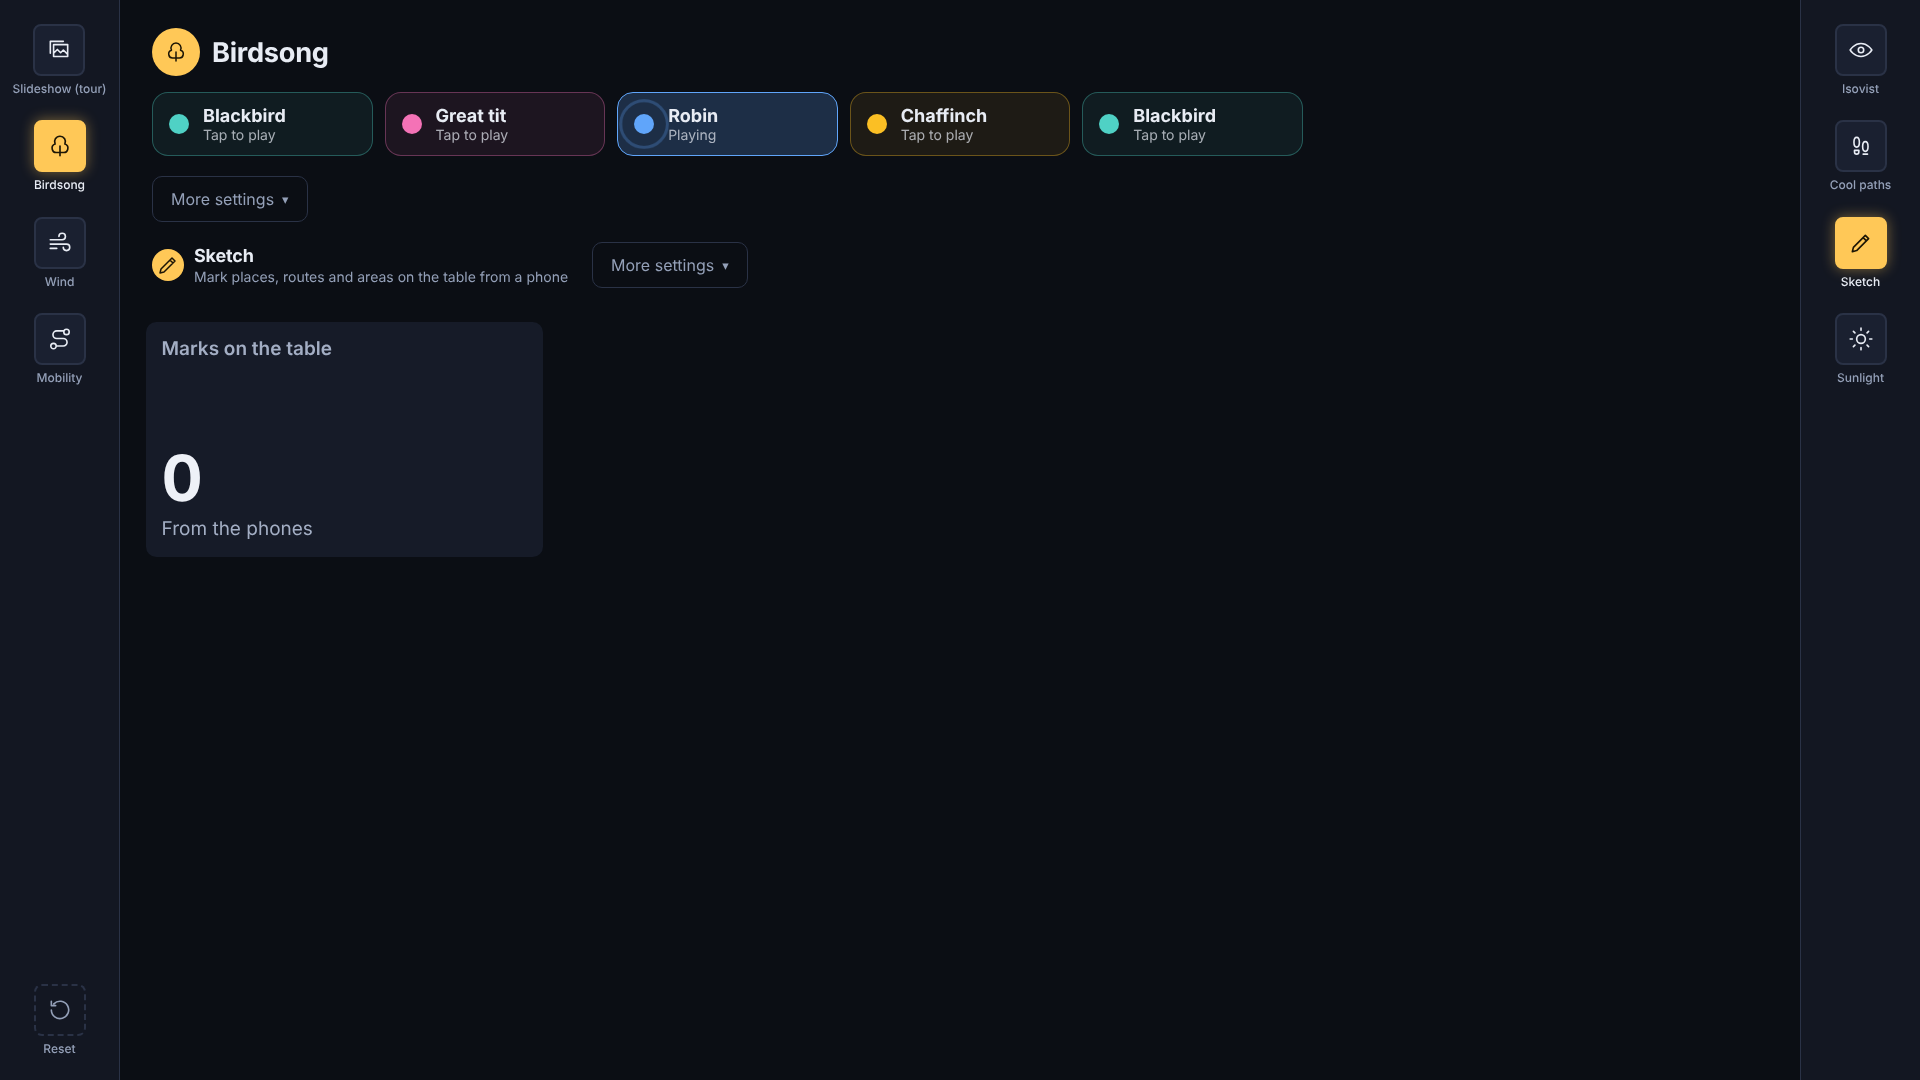 Slideshow (tour)
Birdsong
Wind
Mobility
Reset
Birdsong
Blackbird
Tap to play
Great tit
Tap to play
Robin
Playing
Chaffinch
Tap to play
Blackbird
Tap to play
More settings ▾
Sketch
Mark places, routes and areas on the table from a phone
More settings ▾
Marks on the table
0
From the phones
Isovist
Cool paths
Sketch
Sunlight